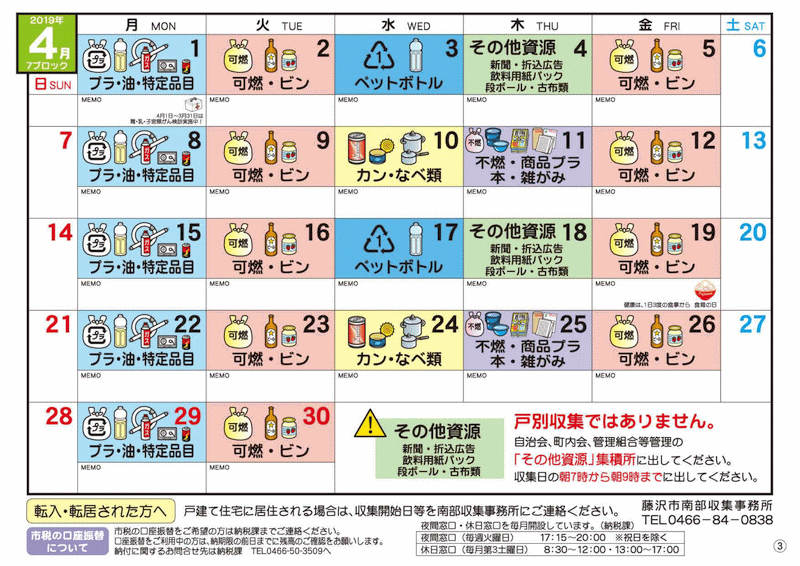 2019年
4月
7ブロック
日 SUN
月 MON
火 TUE
水 WED
木 THU
金 FRI
土 SAT
1
プラ・油・特定品目
MEMO
4月1日〜3月31日は
胃・乳・子宮頸がん検診実施中!
可燃
2
可燃・ビン
MEMO
1
3
ペットボトル
MEMO
その他資源 4
新聞・折込広告
飲料用紙パック
段ボール・古布類
MEMO
可燃
5
可燃・ビン
MEMO
6
7
8
プラ・油・特定品目
MEMO
可燃
9
可燃・ビン
MEMO
10
カン・なべ類
MEMO
不燃
11
不燃・商品プラ
本・雑がみ
MEMO
可燃
12
可燃・ビン
MEMO
13
14
15
プラ・油・特定品目
MEMO
可燃
16
可燃・ビン
MEMO
1
17
ペットボトル
MEMO
その他資源 18
新聞・折込広告
飲料用紙パック
段ボール・古布類
MEMO
可燃
19
可燃・ビン
MEMO
健康は、1日3度の食事から 食育の日
20
21
22
プラ・油・特定品目
MEMO
可燃
23
可燃・ビン
MEMO
24
カン・なべ類
MEMO
不燃
25
不燃・商品プラ
本・雑がみ
MEMO
可燃
26
可燃・ビン
MEMO
27
28
29
プラ・油・特定品目
MEMO
可燃
30
可燃・ビン
MEMO
その他資源
新聞・折込広告
飲料用紙パック
段ボール・古布類
戸別収集ではありません。
自治会、町内会、管理組合等管理の
「その他資源」集積所に出してください。
収集日の朝7時から朝9時までに出してください。
転入・転居された方へ 戸建て住宅に居住される場合は、収集開始日等を南部収集事務所にご連絡ください。
藤沢市南部収集事務所
TEL0466-84-0838
市税の口座振替
について
市税の口座振替をご希望の方は納税課までご連絡ください。
口座振替をご利用中の方は、納期限の前日までに残高のご確認をお願いします。
納付に関するお問合せ先は納税課 TEL0466-50-3509へ
夜間窓口・休日窓口を毎月開設しています。(納税課)
夜間窓口(毎週火曜日) 17:15〜20:00 ※祝日を除く
休日窓口(毎月第3土曜日) 8:30〜12:00・13:00〜17:00
3